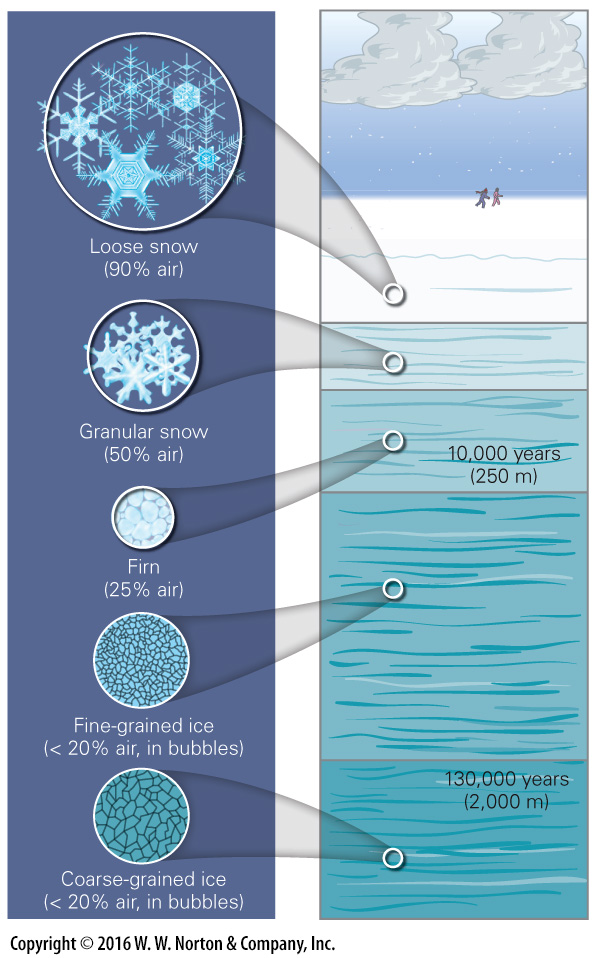 Loose snow
(90% air)
Granular snow
(50% air)
10,000 years
(250 m)
Firn
(25% air)
Fine-grained ice
(< 20% air, in bubbles)
130,000 years
(2,000 m)
Coarse-grained ice
(< 20% air, in bubbles)
Copyright © 2016 W. W. Norton & Company, Inc.